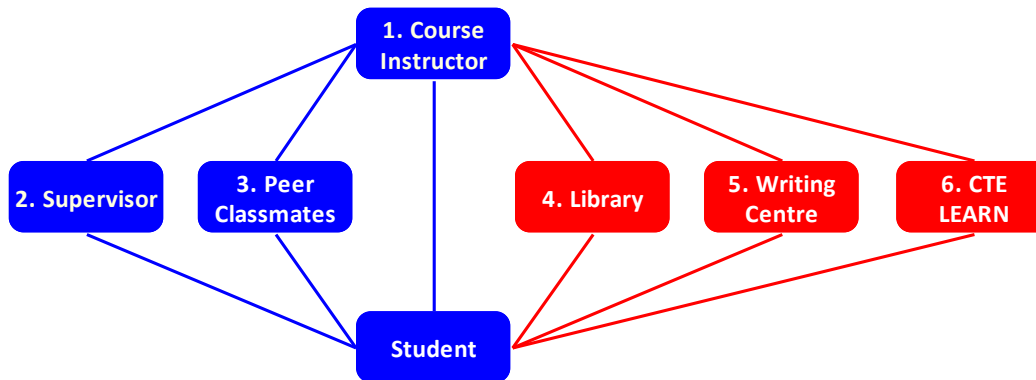 1. Course
Instructor
2. Supervisor
3. Peer
Classmates
4. Library
5. Writing
Centre
6. CTE
LEARN
Student